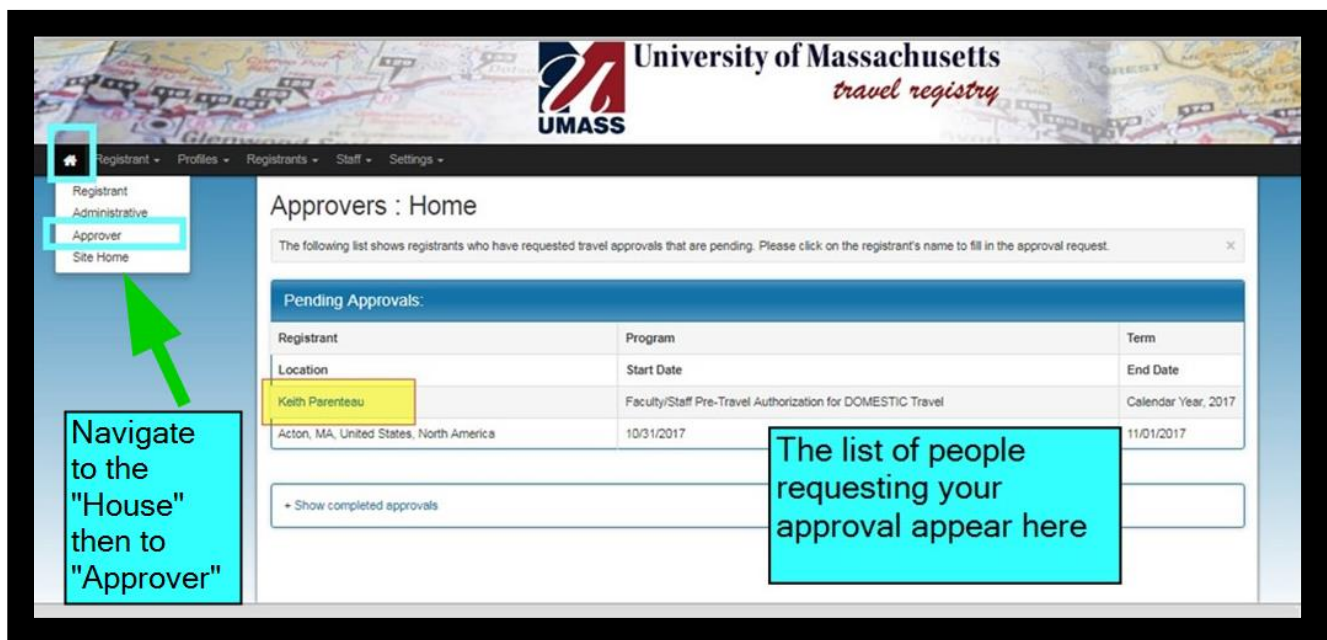 University of Massachusetts
travel registry
UMASS
Registrant Profiles Registrants Staff Settings
Registrant
Administrative
Approver
Site Home
Approvers : Home
The following list shows registrants who have requested travel approvals that are pending. Please click on the registrant's name to fill in the approval request. ×
Pending Approvals:
Registrant Program Term
Location Start Date End Date
Keith Parenteau Faculty/Staff Pre-Travel Authorization for DOMESTIC Travel Calendar Year, 2017
Acton, MA, United States, North America 10/31/2017 11/01/2017
+ Show completed approvals
Navigate
to the
"House"
then to
"Approver"
The list of people
requesting your
approval appear here